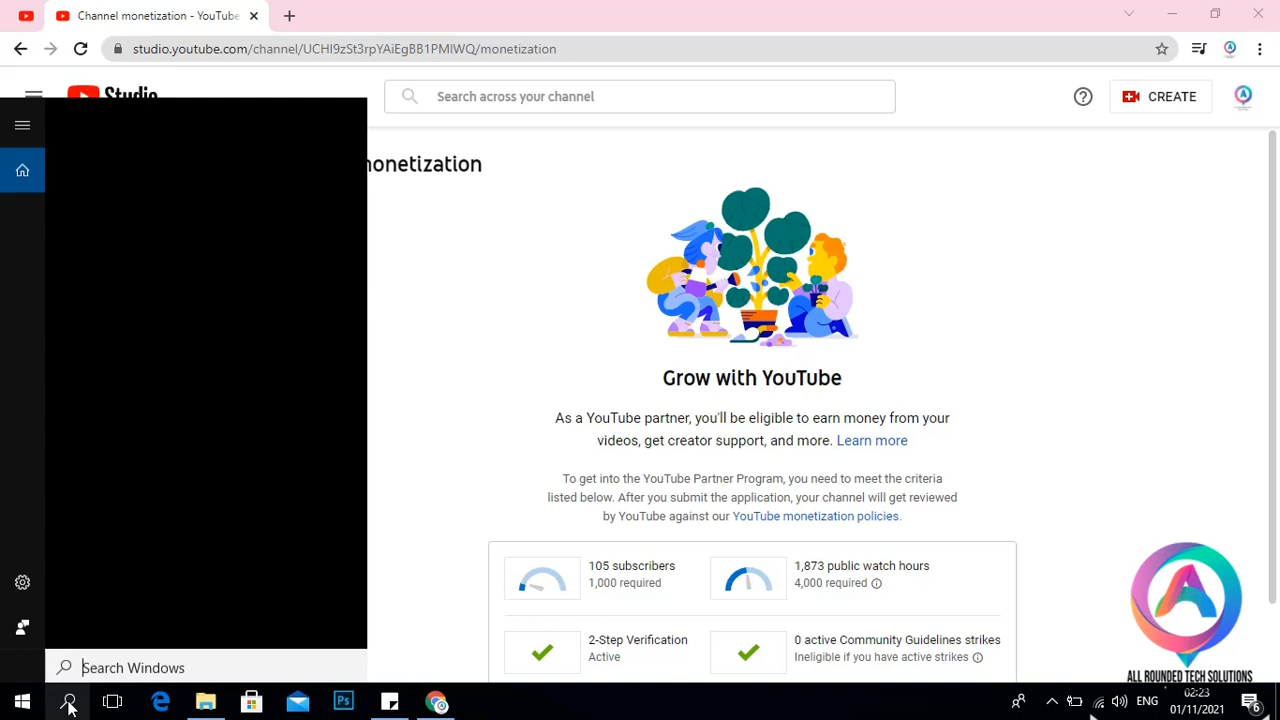 Channel monetization - YouTube
studio.youtube.com/channel/UCHI9zSt3rpYAiEgBB1PMIWQ/monetization
Studio
Search across your channel
CREATE
monetization
Grow with YouTube
As a YouTube partner, you'll be eligible to earn money from your
videos, get creator support, and more. Learn more
To get into the YouTube Partner Program, you need to meet the criteria
listed below. After you submit the application, your channel will get reviewed
by YouTube against our YouTube monetization policies.
105 subscribers
1,000 required
1,873 public watch hours
4,000 required
2-Step Verification
Active
0 active Community Guidelines strikes
Ineligible if you have active strikes
ALL ROUNDED TECH SOLUTIONS
Search Windows
Ps
ENG
02:23
01/11/2021
6